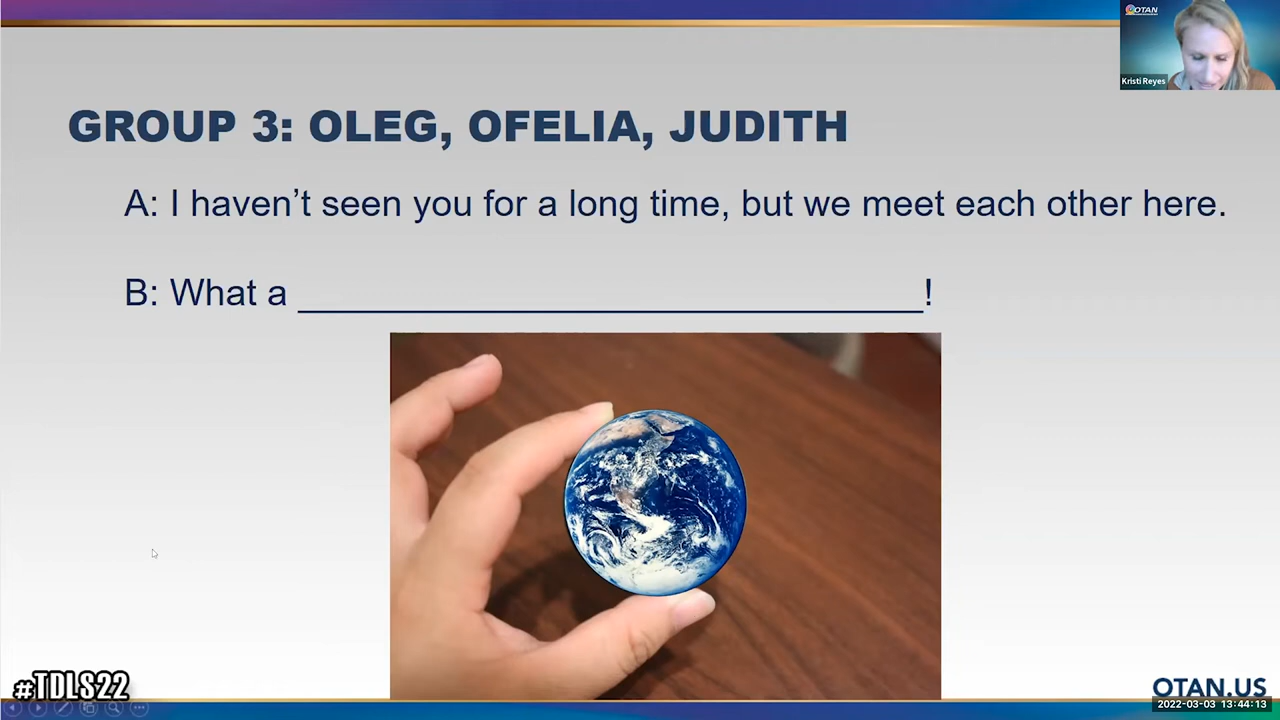 OTAN
Kristi Reyes
GROUP 3: OLEG, OFELIA, JUDITH
A: I haven’t seen you for a long time, but we meet each other here.
B: What a ______________________________!
#TDLS22
OTAN.US
2022-03-03 13:44:13